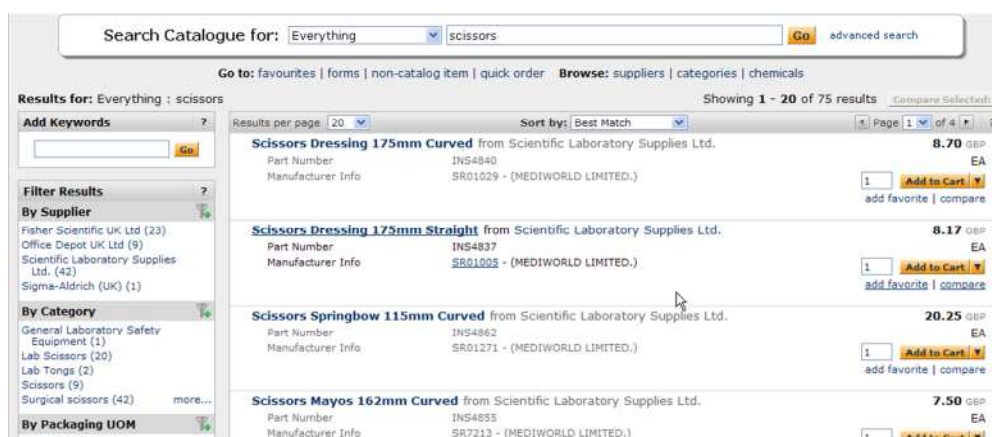 Search Catalogue for: Everything scissors Go advanced search
Go to: favourites | forms | non-catalog item | quick order Browse: suppliers | categories | chemicals
Results for: Everything : scissors
Showing 1 - 20 of 75 results Compare Selected:
Add Keywords ?
Go
Filter Results ?
By Supplier
Fisher Scientific UK Ltd (23)
Office Depot UK Ltd (9)
Scientific Laboratory Supplies
Ltd. (42)
Sigma-Aldrich (UK) (1)
By Category
General Laboratory Safety
Equipment (1)
Lab Scissors (20)
Lab Tongs (2)
Scissors (9)
Surgical scissors (42) more...
By Packaging UOM
Results per page 20 Sort by: Best Match Page 1 of 4 ?
Scissors Dressing 175mm Curved from Scientific Laboratory Supplies Ltd. 8.70 GBP
Part Number INS4840 EA
Manufacturer Info SR01029 - (MEDIWORLD LIMITED.) 1 Add to Cart
add favorite | compare
Scissors Dressing 175mm Straight from Scientific Laboratory Supplies Ltd. 8.17 GBP
Part Number INS4837 EA
Manufacturer Info SR01005 - (MEDIWORLD LIMITED.) 1 Add to Cart
add favorite | compare
Scissors Springbow 115mm Curved from Scientific Laboratory Supplies Ltd. 20.25 GBP
Part Number INS4862 EA
Manufacturer Info SR01271 - (MEDIWORLD LIMITED.) 1 Add to Cart
add favorite | compare
Scissors Mayos 162mm Curved from Scientific Laboratory Supplies Ltd. 7.50 GBP
Part Number INS4855 EA
Manufacturer Info SR7213 - (MEDIWORLD LIMITED.) 1 Add to Cart